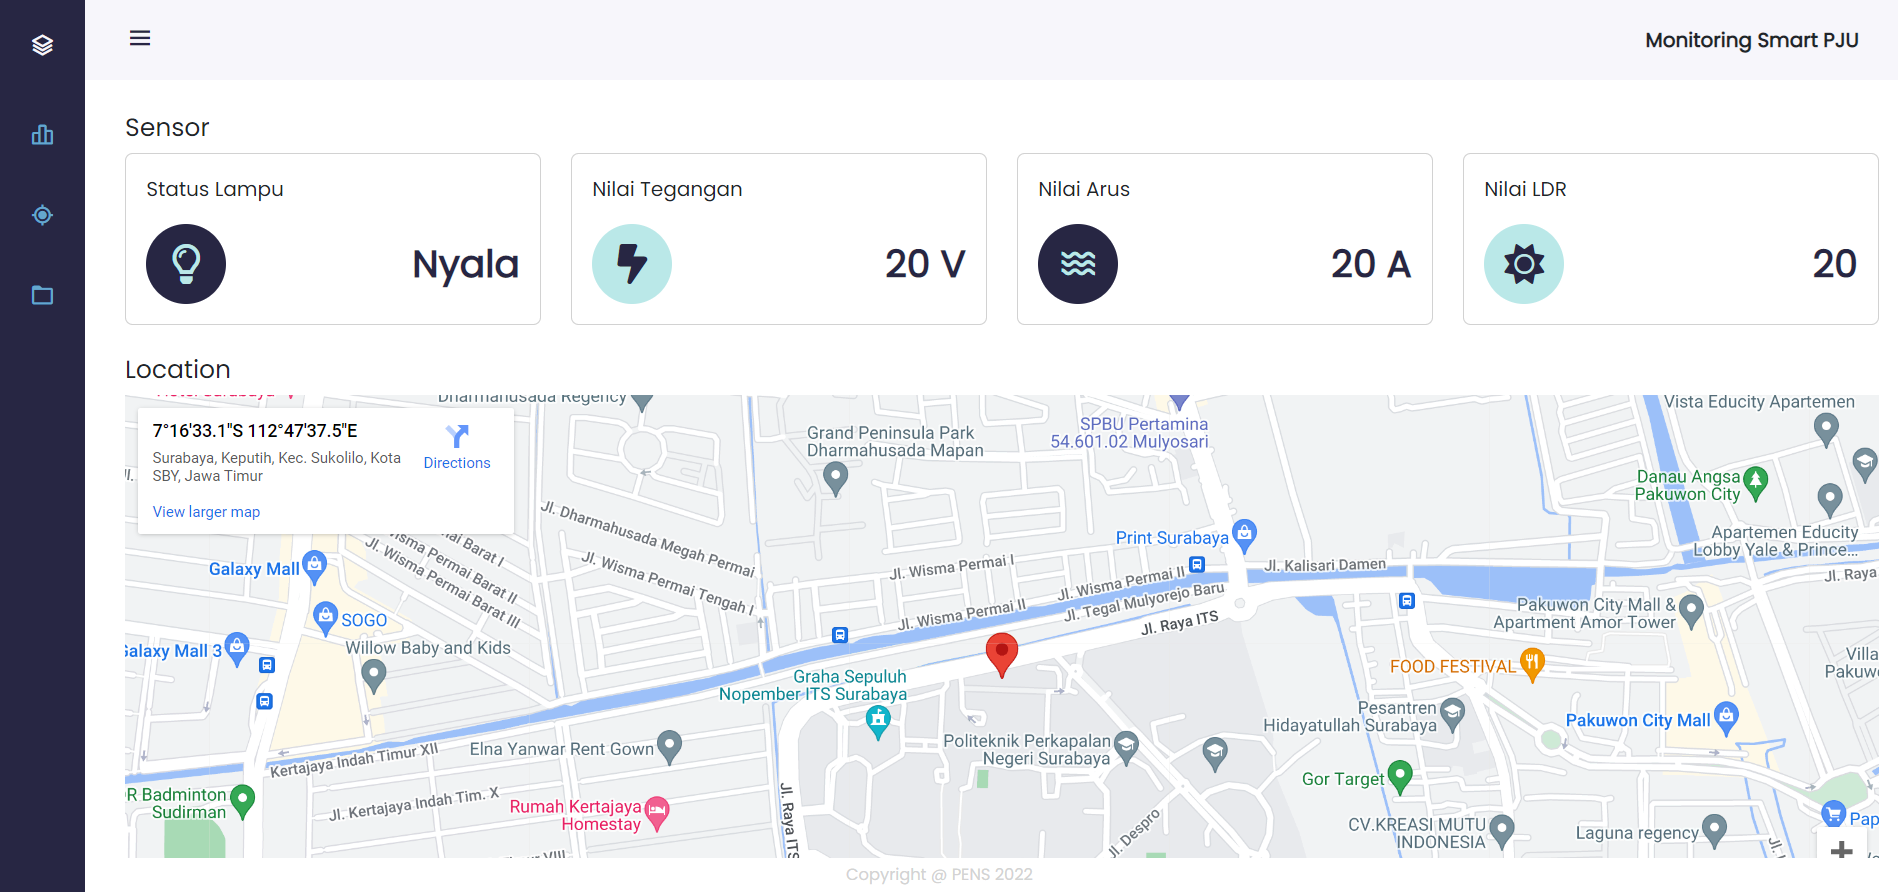 Monitoring Smart PJU
Sensor
Status Lampu
Nyala
Nilai Tegangan
20 V
Nilai Arus
20 A
Nilai LDR
20
Location
7°16'33.1"S 112°47'37.5"E
Surabaya, Keputih, Kec. Sukolilo, Kota
SBY, Jawa Timur
Directions
View larger map
Dharmahusada Regency
Grand Peninsula Park
Dharmahusada Mapan
SPBU Pertamina
54.601.02 Mulyosari
Vista Educity Apartemen
Danau Angsa
Pakuwon City
Apartemen Educity
Lobby Yale & Prince...
Jl. Dharmahusada Megah Permai
Jl. Wisma Permai Barat II
Jl. Wisma Permai Barat III
Jl. Wisma Permai Tengah I
Jl. Wisma Permai I
Jl. Wisma Permai II
Jl. Wisma Permai II
Print Surabaya
Jl. Kalisari Damen
Jl. Raya
Jl. Tegal Mulyorejo Baru
Jl. Raya ITS
Galaxy Mall
SOGO
Galaxy Mall 3
Willow Baby and Kids
Graha Sepuluh
Nopember ITS Surabaya
Pakuwon City Mall &
Apartment Amor Tower
FOOD FESTIVAL
Pesantren
Hidayatullah Surabaya
Pakuwon City Mall
Kertajaya Indah Timur XII
Elna Yanwar Rent Gown
Politeknik Perkapalan
Negeri Surabaya
Gor Target
R Badminton
Sudirman
Jl. Kertajaya Indah Tim. X
Rumah Kertajaya
Homestay
Jl. Raya ITS
Jl. Despro
CV.KREASI MUTU
INDONESIA
Laguna regency
Copyright @ PENS 2022